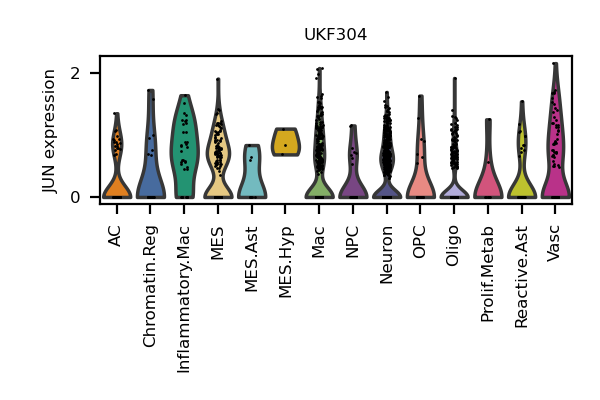 UKF304
JUN expression
2
0
AC
Chromatin.Reg
Inflammatory.Mac
MES
MES.Ast
MES.Hyp
Mac
NPC
Neuron
OPC
Oligo
Prolif.Metab
Reactive.Ast
Vasc